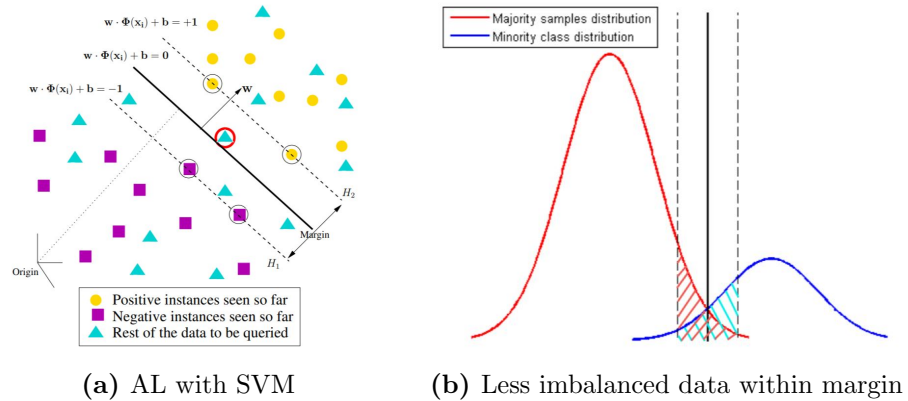 w · Φ(xᵢ) + b = +1
w · Φ(xᵢ) + b = 0
w · Φ(xᵢ) + b = −1
w
H₂
Margin
H₁
Origin
Positive instances seen so far
Negative instances seen so far
Rest of the data to be queried
(a) AL with SVM
Majority samples distribution
Minority class distribution
(b) Less imbalanced data within margin